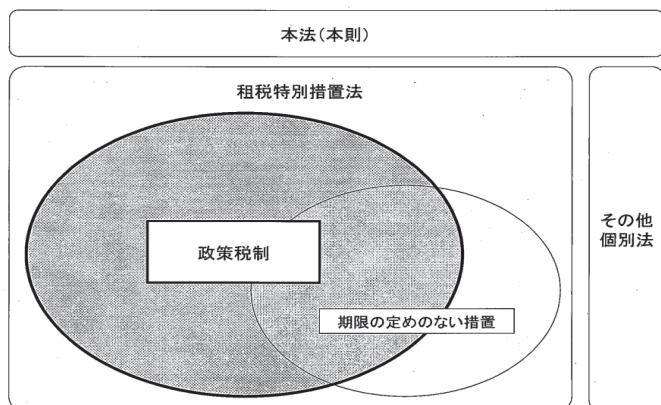 本法(本則)
租税特別措置法
政策税制
期限の定めのない措置
その他
個別法